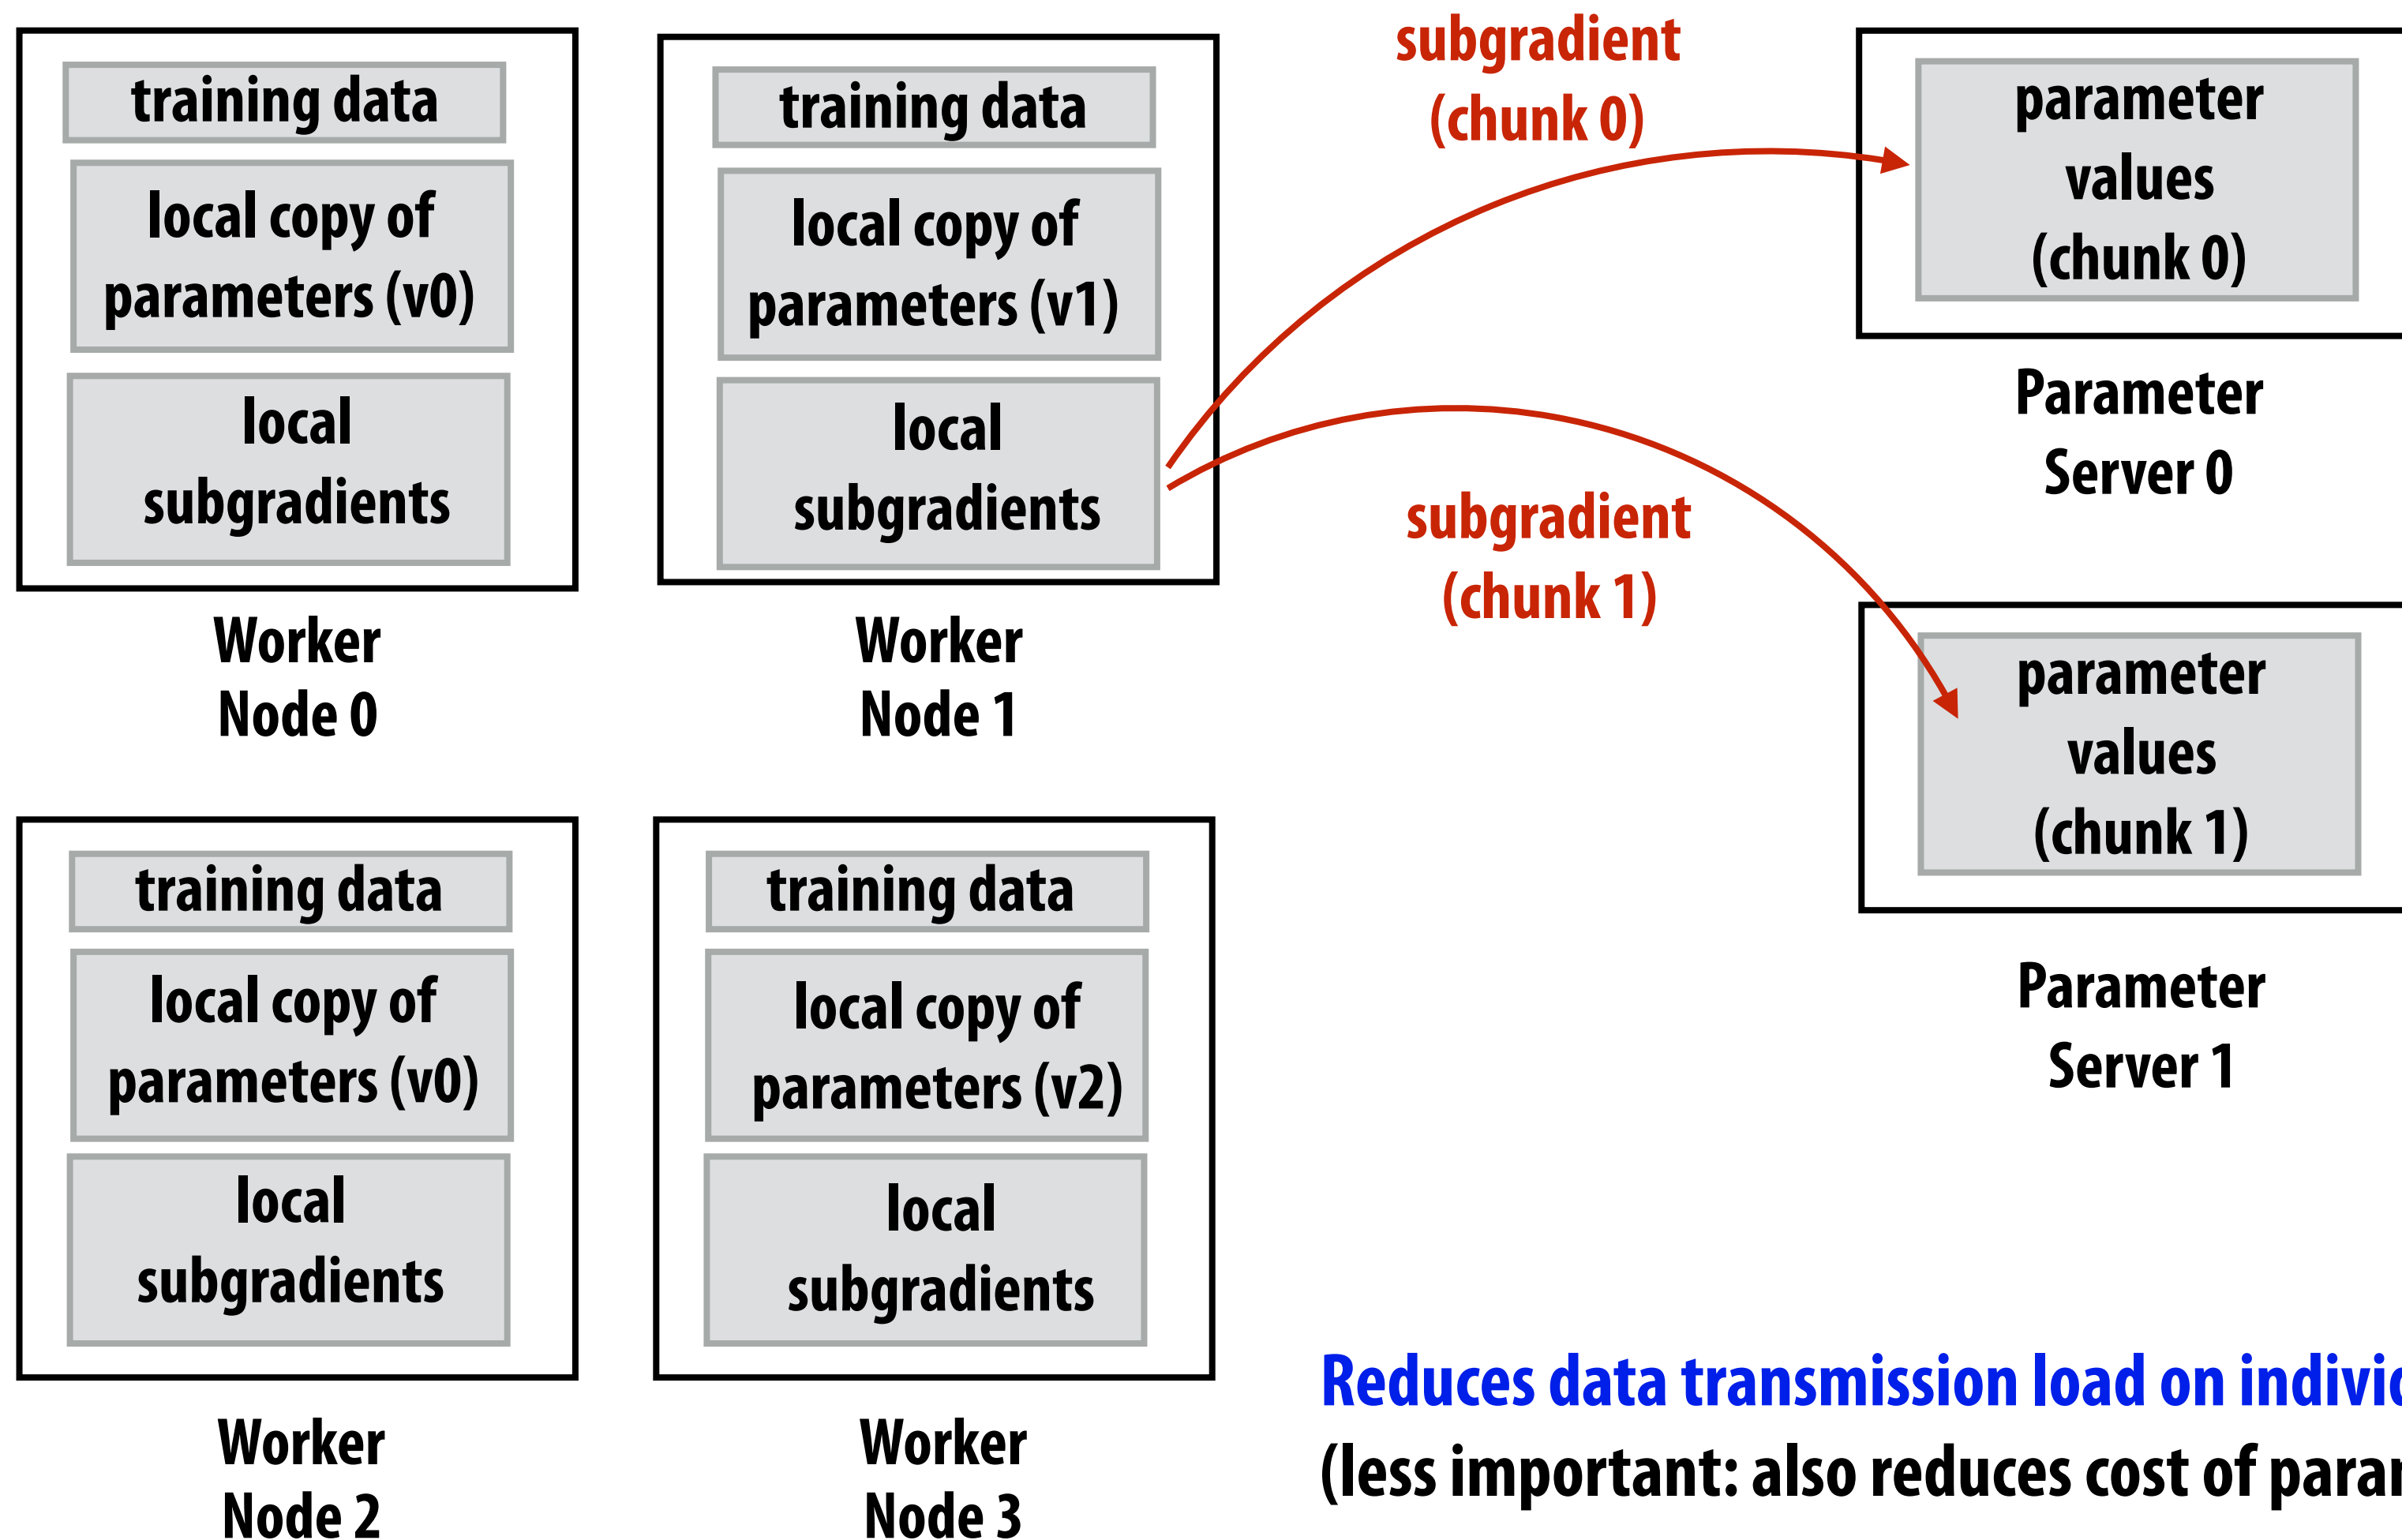 training data
local copy of
parameters (v0)
local
subgradients
Worker
Node 0
training data
local copy of
parameters (v1)
local
subgradients
Worker
Node 1
subgradient
(chunk 0)
subgradient
(chunk 1)
parameter
values
(chunk 0)
Parameter
Server 0
parameter
values
(chunk 1)
Parameter
Server 1
training data
local copy of
parameters (v0)
local
subgradients
Worker
Node 2
training data
local copy of
parameters (v2)
local
subgradients
Worker
Node 3
Reduces data transmission load on
(less important: also reduces cost of